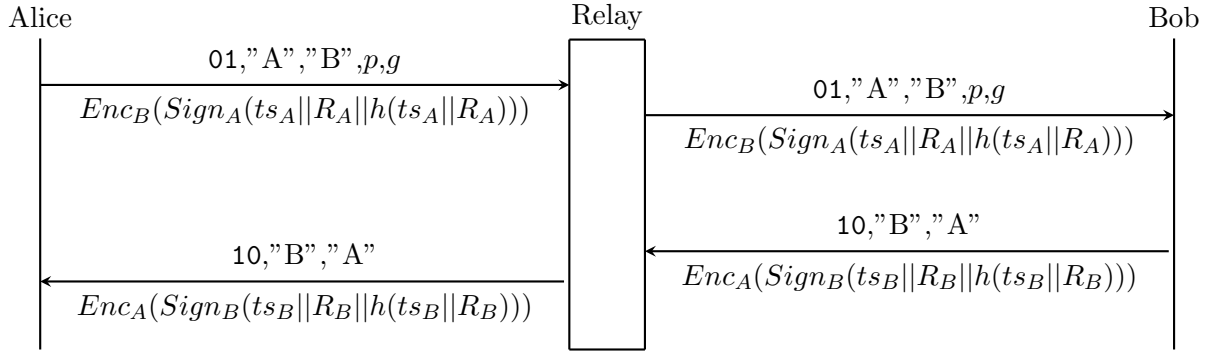 Alice
Relay
Bob
01,”A”,”B”,p,g
Enc_B(Sign_A(ts_A||R_A||h(ts_A||R_A)))
01,”A”,”B”,p,g
Enc_B(Sign_A(ts_A||R_A||h(ts_A||R_A)))
10,”B”,”A”
Enc_A(Sign_B(ts_B||R_B||h(ts_B||R_B)))
10,”B”,”A”
Enc_A(Sign_B(ts_B||R_B||h(ts_B||R_B)))